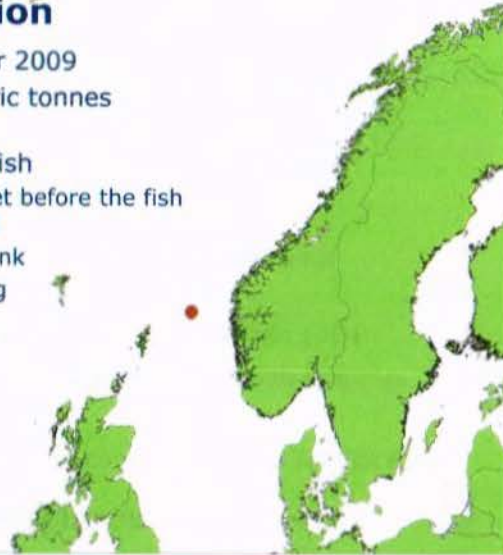 ion
r 2009
ic tonnes
ish
et before the fish
nk
g